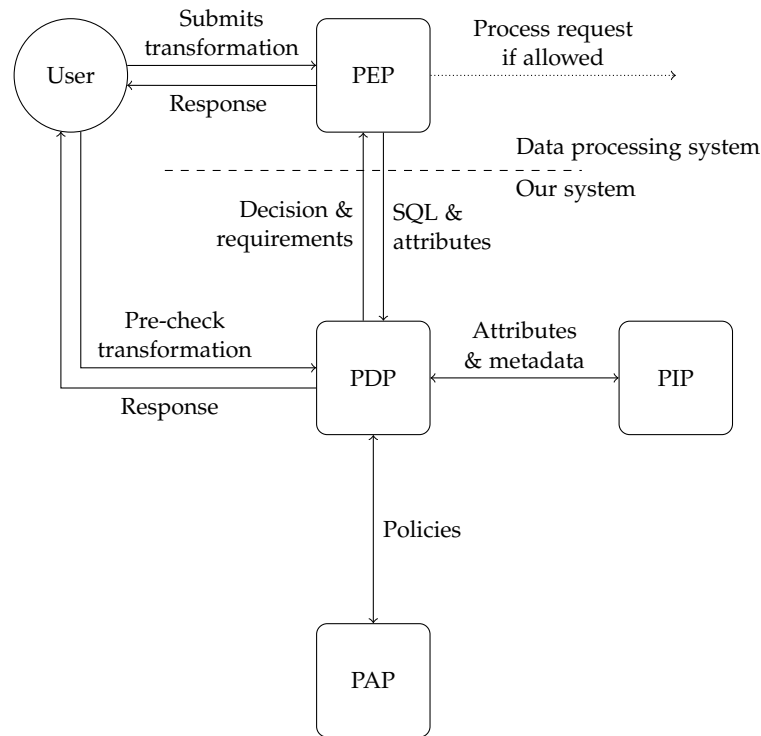 Submits
transformation
Process request
if allowed
User
PEP
Response
Data processing system
Our system
Decision &
requirements
SQL &
attributes
Pre-check
transformation
Attributes
& metadata
PDP
PIP
Response
Policies
PAP